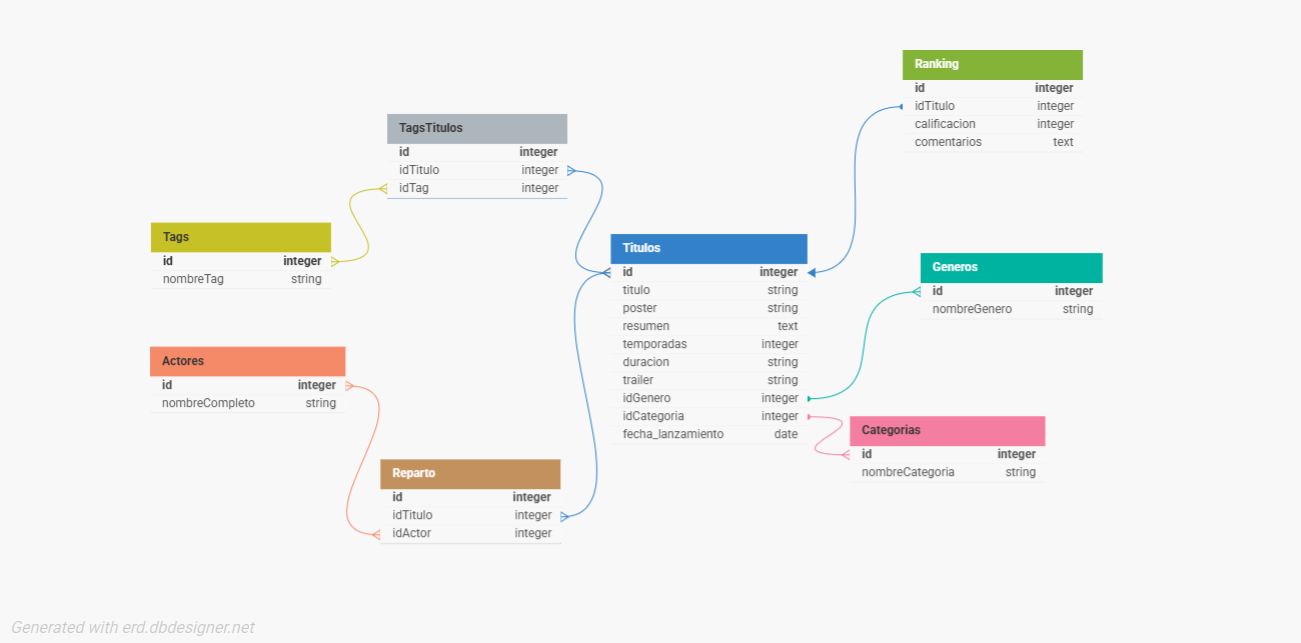 Ranking
id integer
idTitulo integer
calificacion integer
comentarios text
TagsTitulos
id integer
idTitulo integer
idTag integer
Tags
id integer
nombreTag string
Titulos
id integer
titulo string
poster string
resumen text
temporadas integer
duracion string
trailer string
idGenero integer
idCategoria integer
fecha_lanzamiento date
Generos
id integer
nombreGenero string
Actores
id integer
nombreCompleto string
Categorias
id integer
nombreCategoria string
Reparto
id integer
idTitulo integer
idActor integer
Generated with erd.dbdesigner.net